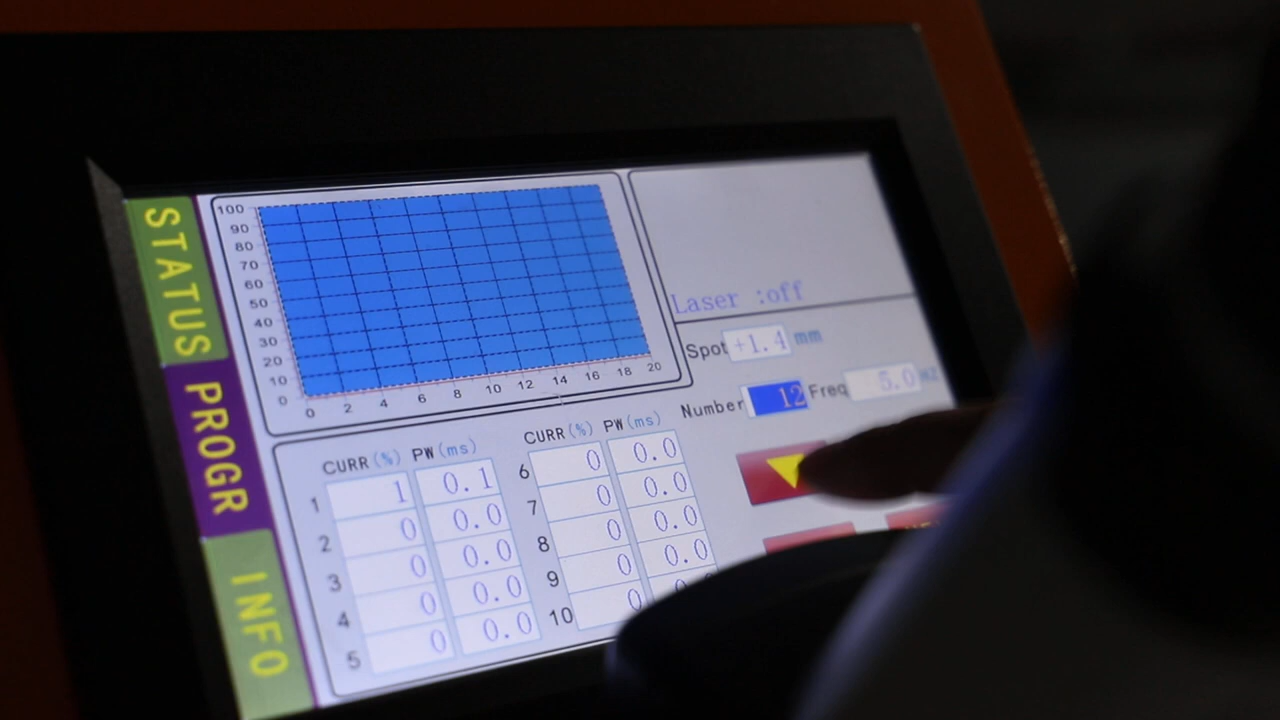 STATUS
PROGR
INFO
100
90
80
70
60
50
40
30
20
10
0
0 2 4 6 8 10 12 14 16 18 20
Laser :off
Spot +1.4 mm
Number 12 Freq 5.0 HZ
CURR(%) PW(ms)
1 1 0.1
2 0 0.0
3 0 0.0
4 0 0.0
5 0 0.0
CURR(%) PW(ms)
6 0 0.0
7 0 0.0
8 0 0.0
9 0 0.0
10 0